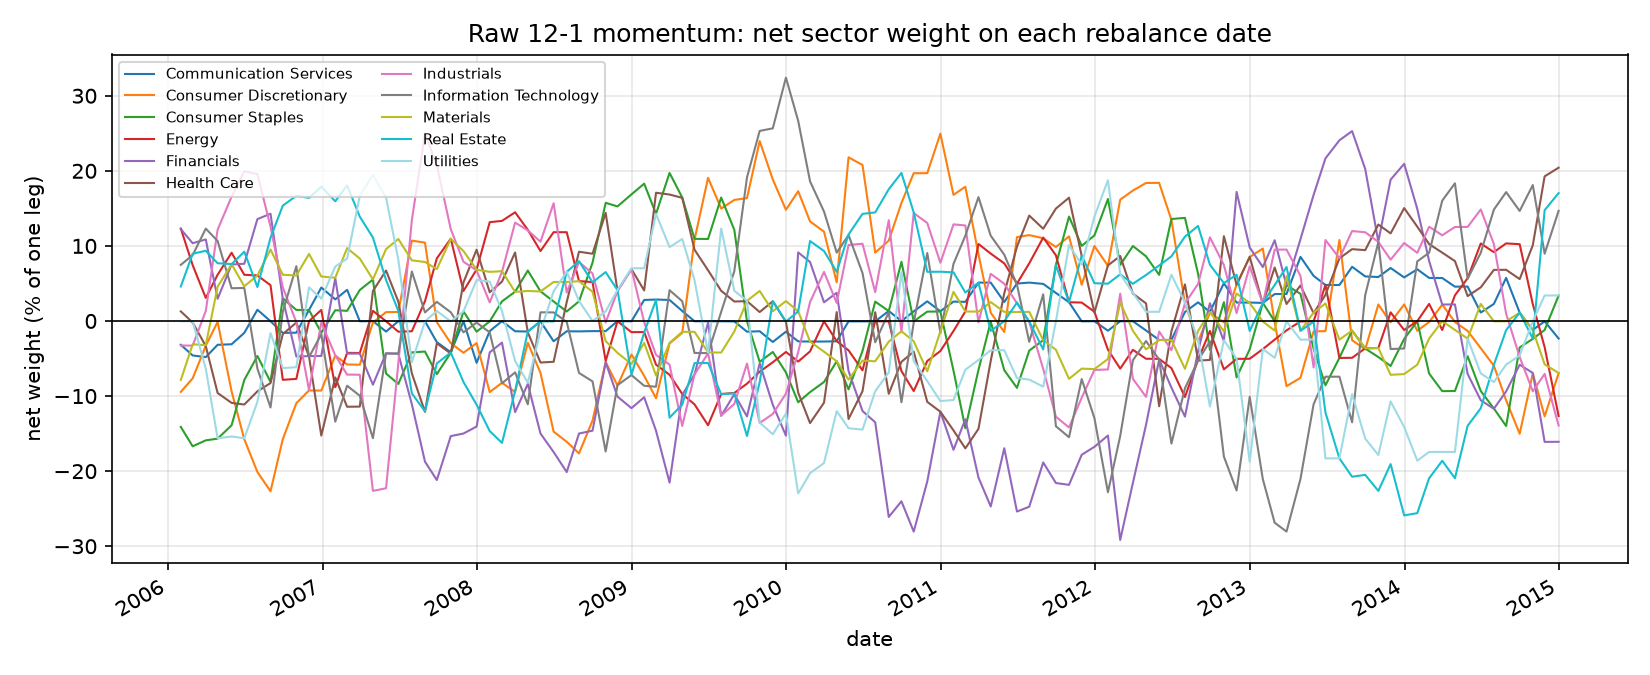 Raw 12-1 momentum: net sector weight on each rebalance date
Communication Services
Consumer Discretionary
Consumer Staples
Energy
Financials
Health Care
Industrials
Information Technology
Materials
Real Estate
Utilities
net weight (% of one leg)
30
20
10
0
−10
−20
−30
2006
2007
2008
2009
2010
2011
2012
2013
2014
2015
date